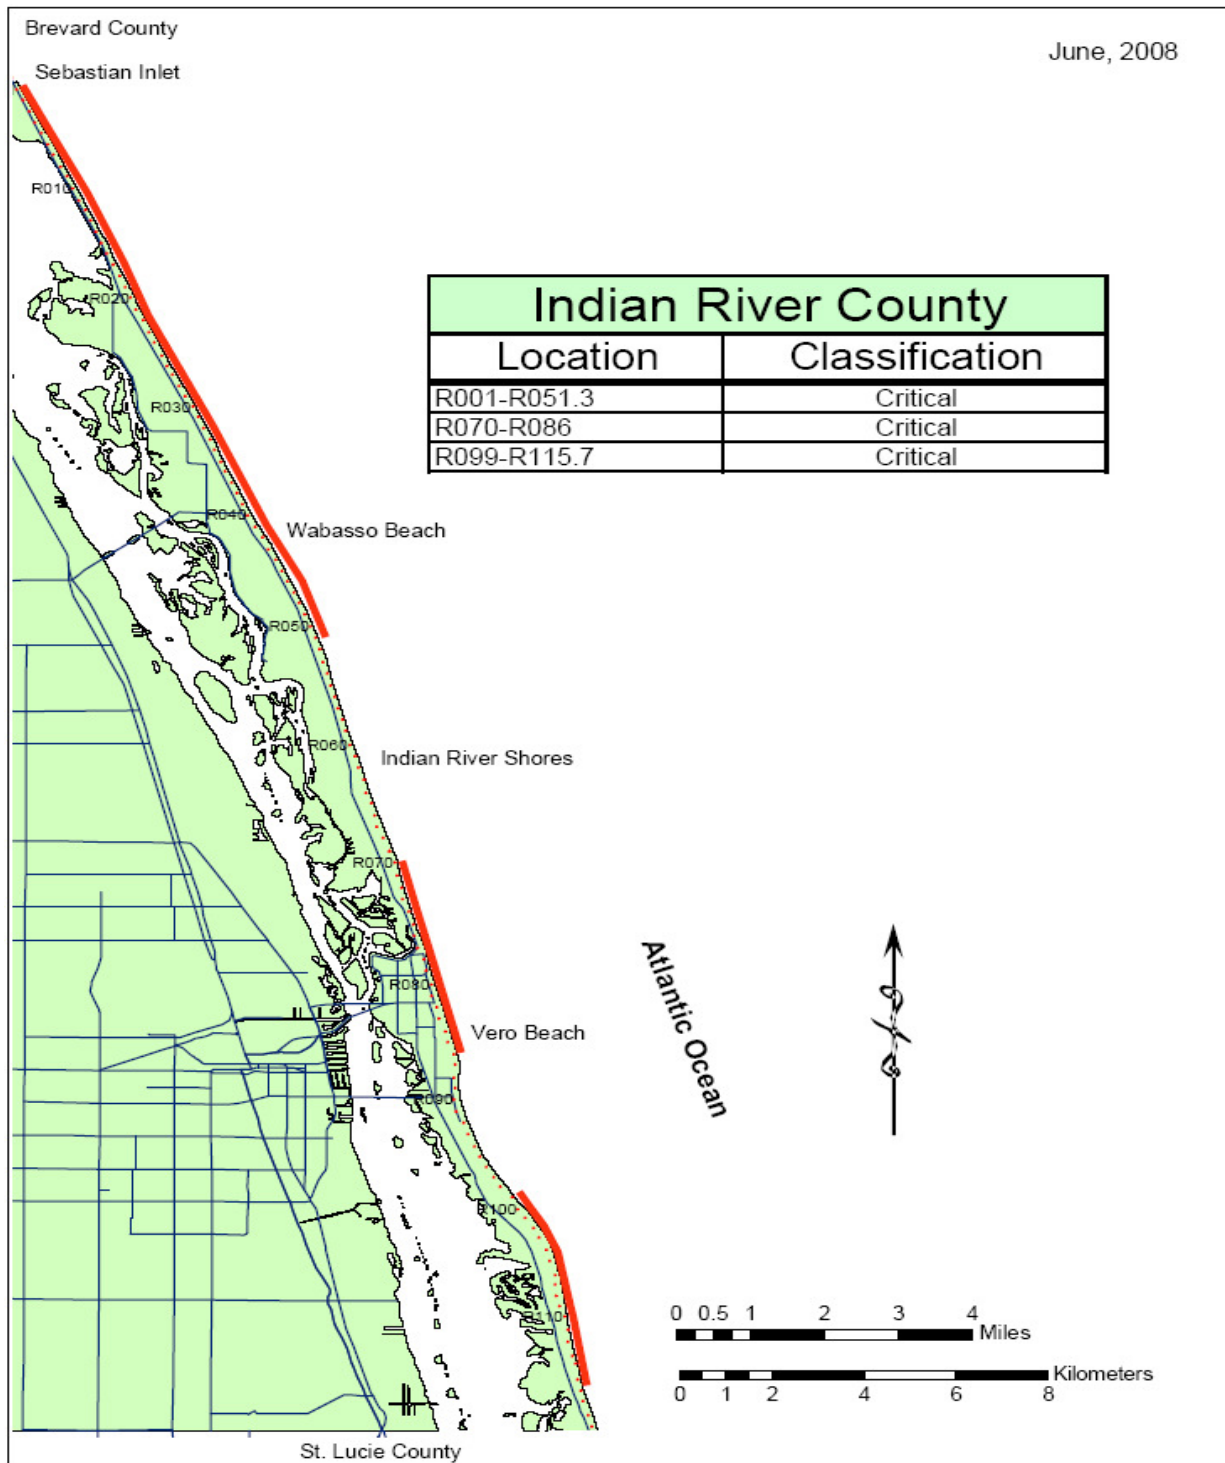 Brevard County
June, 2008
Sebastian Inlet
R010
R020
Indian River County
Location Classification
R001-R051.3 Critical
R070-R086 Critical
R099-R115.7 Critical
R030
R040
Wabasso Beach
R050
R060
Indian River Shores
R070
R080
Atlantic Ocean
Vero Beach
R090
R100
R110
0 0.5 1 2 3 4
Miles
Kilometers
0 1 2 4 6 8
St. Lucie County